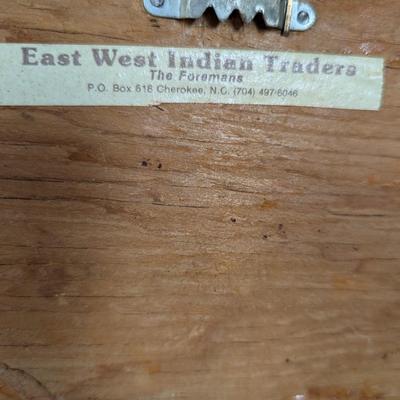 East West Indian Traders
The Foremans
P.O. Box 618 Cherokee, N.C. (704) 497-6046